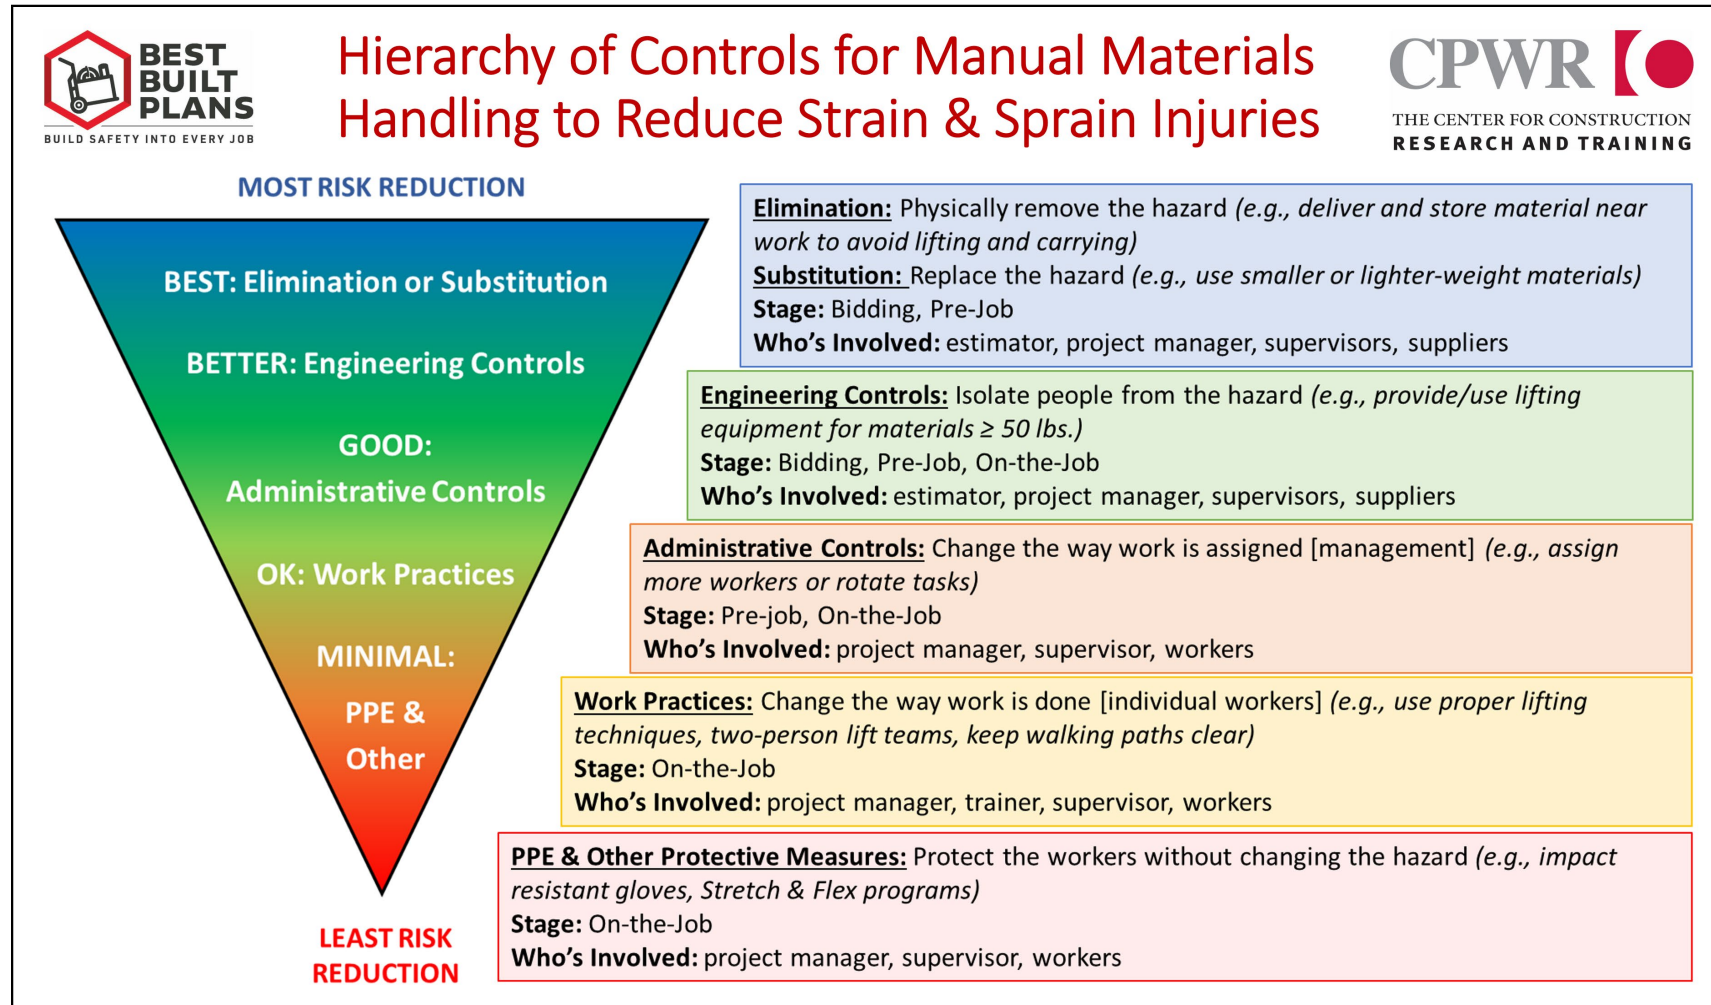 BEST
BUILT
PLANS
BUILD SAFETY INTO EVERY JOB
Hierarchy of Controls for Manual Materials
Handling to Reduce Strain & Sprain Injuries
CPWR
THE CENTER FOR CONSTRUCTION
RESEARCH AND TRAINING
MOST RISK REDUCTION
BEST: Elimination or Substitution
BETTER: Engineering Controls
GOOD:
Administrative Controls
OK: Work Practices
MINIMAL:
PPE &
Other
LEAST RISK
REDUCTION
Elimination: Physically remove the hazard (e.g., deliver and store material near
work to avoid lifting and carrying)
Substitution: Replace the hazard (e.g., use smaller or lighter-weight materials)
Stage: Bidding, Pre-Job
Who's Involved: estimator, project manager, supervisors, suppliers
Engineering Controls: Isolate people from the hazard (e.g., provide/use lifting
equipment for materials ≥ 50 lbs.)
Stage: Bidding, Pre-Job, On-the-Job
Who's Involved: estimator, project manager, supervisors, suppliers
Administrative Controls: Change the way work is assigned [management] (e.g., assign
more workers or rotate tasks)
Stage: Pre-job, On-the-Job
Who's Involved: project manager, supervisor, workers
Work Practices: Change the way work is done [individual workers] (e.g., use proper lifting
techniques, two-person lift teams, keep walking paths clear)
Stage: On-the-Job
Who's Involved: project manager, trainer, supervisor, workers
PPE & Other Protective Measures: Protect the workers without changing the hazard (e.g., impact
resistant gloves, Stretch & Flex programs)
Stage: On-the-Job
Who's Involved: project manager, supervisor, workers